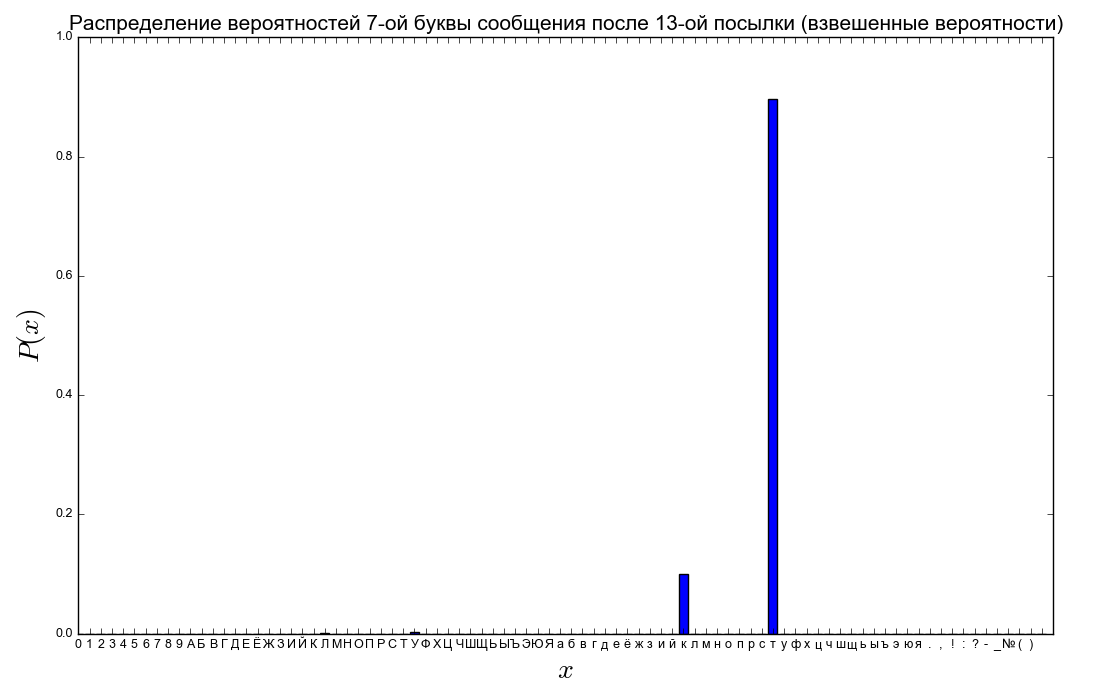 Распределение вероятностей 7-ой буквы сообщения после 13-ой посылки (взвешенные вероятности)
1.0
0.8
0.6
0.4
0.2
0.0
P(x)
0 1 2 3 4 5 6 7 8 9 А Б В Г Д Е Ё Ж З И Й К Л М Н О П Р С Т У Ф Х Ц Ч Ш Щ Ь Ы Ъ Э Ю Я а б в г д е ё ж з и й к л м н о п р с т у ф х ц ч ш щ ь ы ъ э ю я . , ! : ? - _ № ( )
x